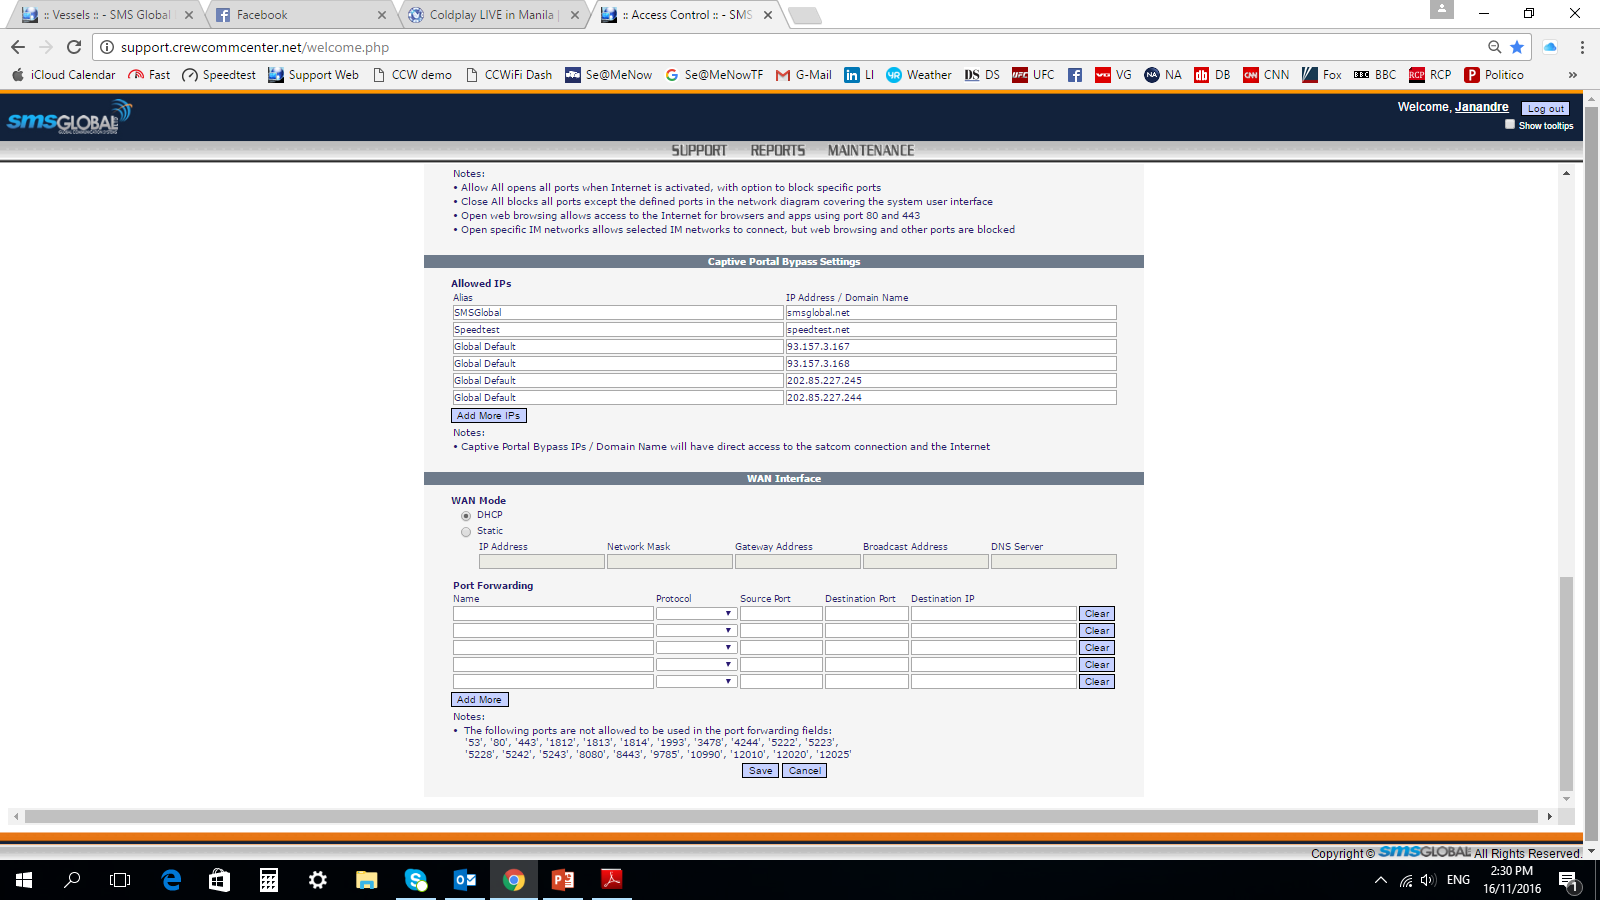 :: Vessels :: - SMS Global
Facebook
Coldplay LIVE in Manila |
:: Access Control :: - SMS
support.crewcommcenter.net/welcome.php
iCloud Calendar
Fast
Speedtest
Support Web
CCW demo
CCWiFi Dash
Se@MeNow
Se@MeNowTF
G-Mail
LI
Weather
DS DS
UFC
VG
NA
DB
CNN
Fox
BBC
RCP
Politico
»
smsGLOBAL
Welcome, Janandre
Log out
Show tooltips
SUPPORT REPORTS MAINTENANCE
Notes:
• Allow All opens all ports when Internet is activated, with option to block specific ports
• Close All blocks all ports except the defined ports in the network diagram covering the system user interface
• Open web browsing allows access to the Internet for browsers and apps using port 80 and 443
• Open specific IM networks allows selected IM networks to connect, but web browsing and other ports are blocked
Captive Portal Bypass Settings
Allowed IPs
Alias IP Address / Domain Name
SMSGlobal smsglobal.net
Speedtest speedtest.net
Global Default 93.157.3.167
Global Default 93.157.3.168
Global Default 202.85.227.245
Global Default 202.85.227.244
Add More IPs
Notes:
• Captive Portal Bypass IPs / Domain Name will have direct access to the satcom connection and the Internet
WAN Interface
WAN Mode
DHCP
Static
IP Address Network Mask Gateway Address Broadcast Address DNS Server
Port Forwarding
Name Protocol Source Port Destination Port Destination IP
Clear
Clear
Clear
Clear
Clear
Add More
Notes:
• The following ports are not allowed to be used in the port forwarding fields:
'53', '80', '443', '1812', '1813', '1814', '1993', '3478', '4244', '5222', '5223',
'5228', '5242', '5243', '8080', '8443', '9785', '10990', '12010', '12020', '12025'
Save Cancel
Copyright © smsGLOBAL All Rights Reserved.
ENG
2:30 PM
16/11/2016
1